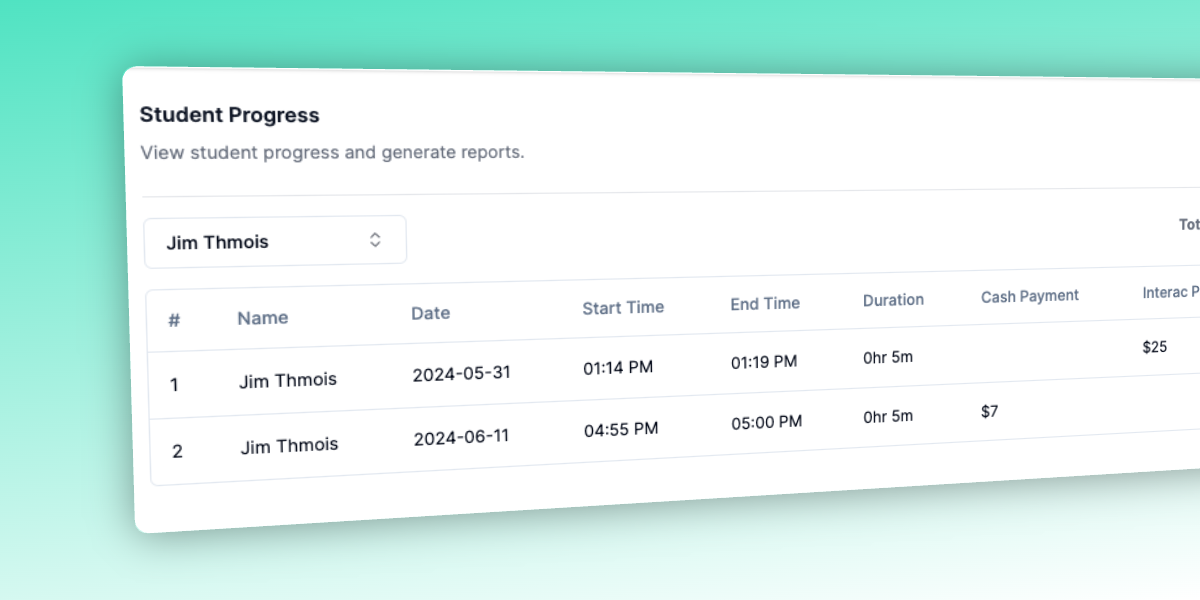 Student Progress
View student progress and generate reports.
Jim Thmois
Tot
# Name Date Start Time End Time Duration Cash Payment Interac P
1 Jim Thmois 2024-05-31 01:14 PM 01:19 PM 0hr 5m $25
2 Jim Thmois 2024-06-11 04:55 PM 05:00 PM 0hr 5m $7